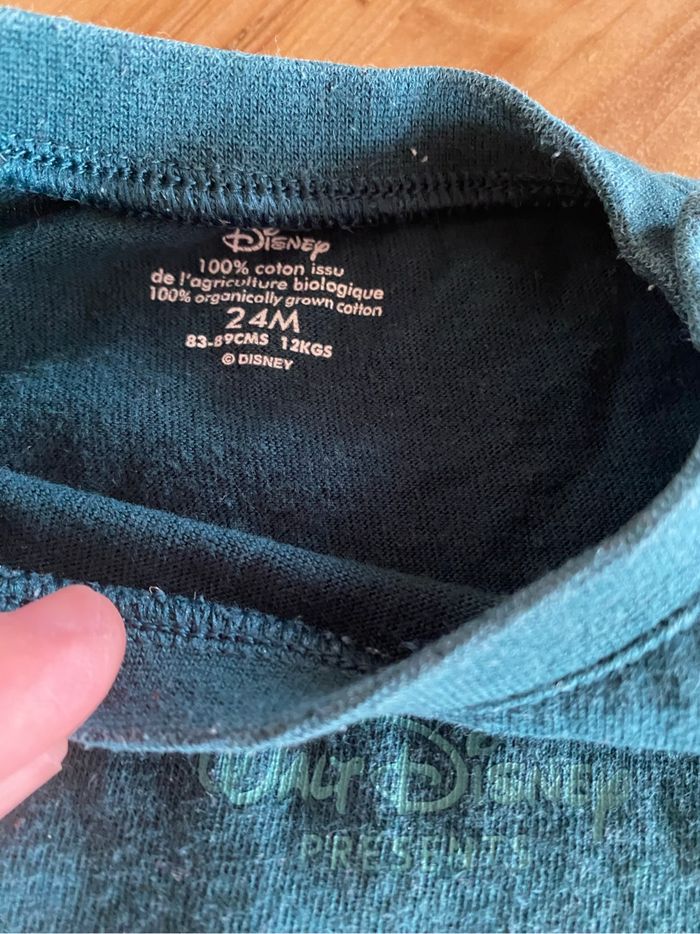 Disney
100% coton issu
de l'agriculture biologique
100% organically grown cotton
24M
83-89CMS 12KGS
© DISNEY
WALT DISNEY
PRESENTS